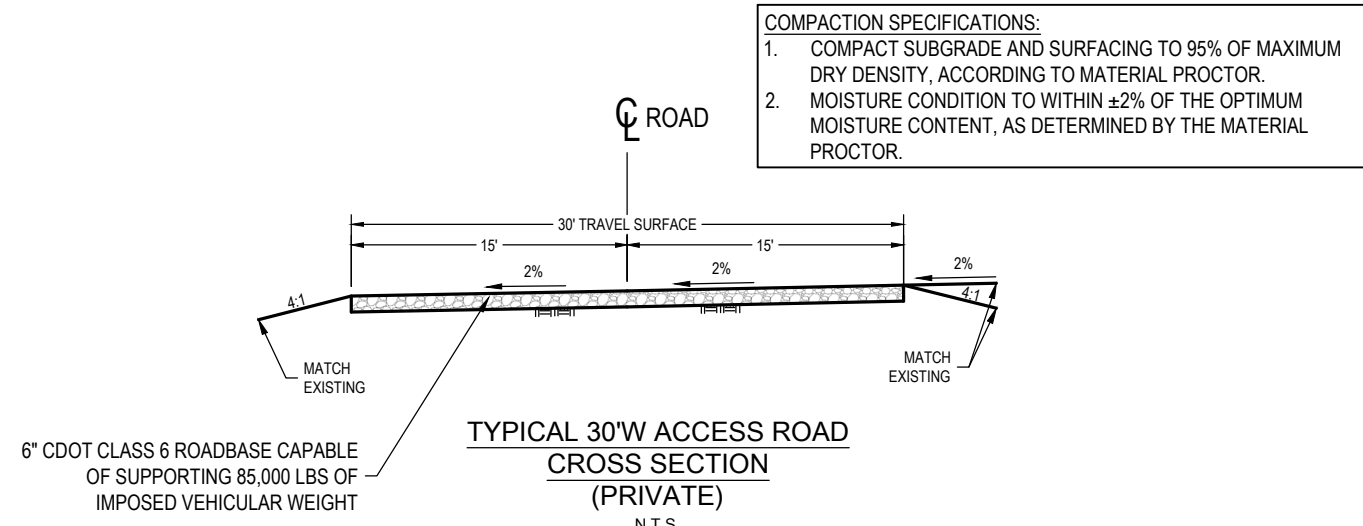 COMPACTION SPECIFICATIONS:
1. COMPACT SUBGRADE AND SURFACING TO 95% OF MAXIMUM
DRY DENSITY, ACCORDING TO MATERIAL PROCTOR.
2. MOISTURE CONDITION TO WITHIN ±2% OF THE OPTIMUM
MOISTURE CONTENT, AS DETERMINED BY THE MATERIAL
PROCTOR.
℄ ROAD
30' TRAVEL SURFACE
15'
15'
2%
2%
2%
4:1
4:1
MATCH
EXISTING
MATCH
EXISTING
6" CDOT CLASS 6 ROADBASE CAPABLE
OF SUPPORTING 85,000 LBS OF
IMPOSED VEHICULAR WEIGHT
TYPICAL 30'W ACCESS ROAD
CROSS SECTION
(PRIVATE)
N.T.S.